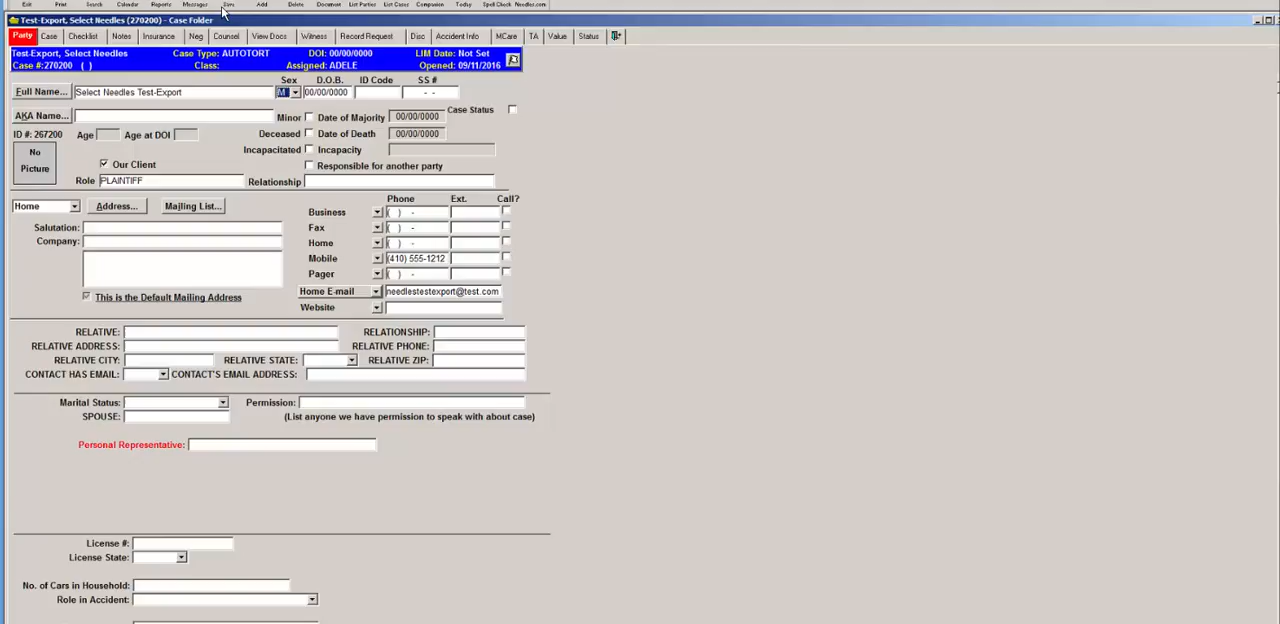 Exit Print Search Calendar Reports Messages Save Add Delete Document List Parties List Cases Companion Today Spell Check Needles.com
Test-Export, Select Needles (270200) - Case Folder
Party Case Checklist Notes Insurance Neg Counsel View Docs Witness Record Request Disc Accident Info MCare TA Value Status
Test-Export, Select Needles Case Type: AUTOTORT DOI: 00/00/0000 LIM Date: Not Set
Case #:270200 ( ) Class: Assigned: ADELE Opened: 09/11/2016
Sex D.O.B. ID Code SS #
Full Name... Select Needles Test-Export M 00/00/0000 - -
AKA Name... Minor Date of Majority 00/00/0000 Case Status
ID #: 267200 Age Age at DOI Deceased Date of Death 00/00/0000
No Picture Incapacitated Incapacity
Our Client Responsible for another party
Role PLAINTIFF Relationship
Phone Ext. Call?
Home Address... Mailing List... Business ( ) -
Salutation: Fax ( ) -
Company: Home ( ) -
Mobile (410) 555-1212
Pager ( ) -
This is the Default Mailing Address Home E-mail needlestestexport@test.com
Website
RELATIVE: RELATIONSHIP:
RELATIVE ADDRESS: RELATIVE PHONE:
RELATIVE CITY: RELATIVE STATE: RELATIVE ZIP:
CONTACT HAS EMAIL: CONTACT'S EMAIL ADDRESS:
Marital Status: Permission:
SPOUSE: (List anyone we have permission to speak with about case)
Personal Representative:
License #:
License State:
No. of Cars in Household:
Role in Accident: